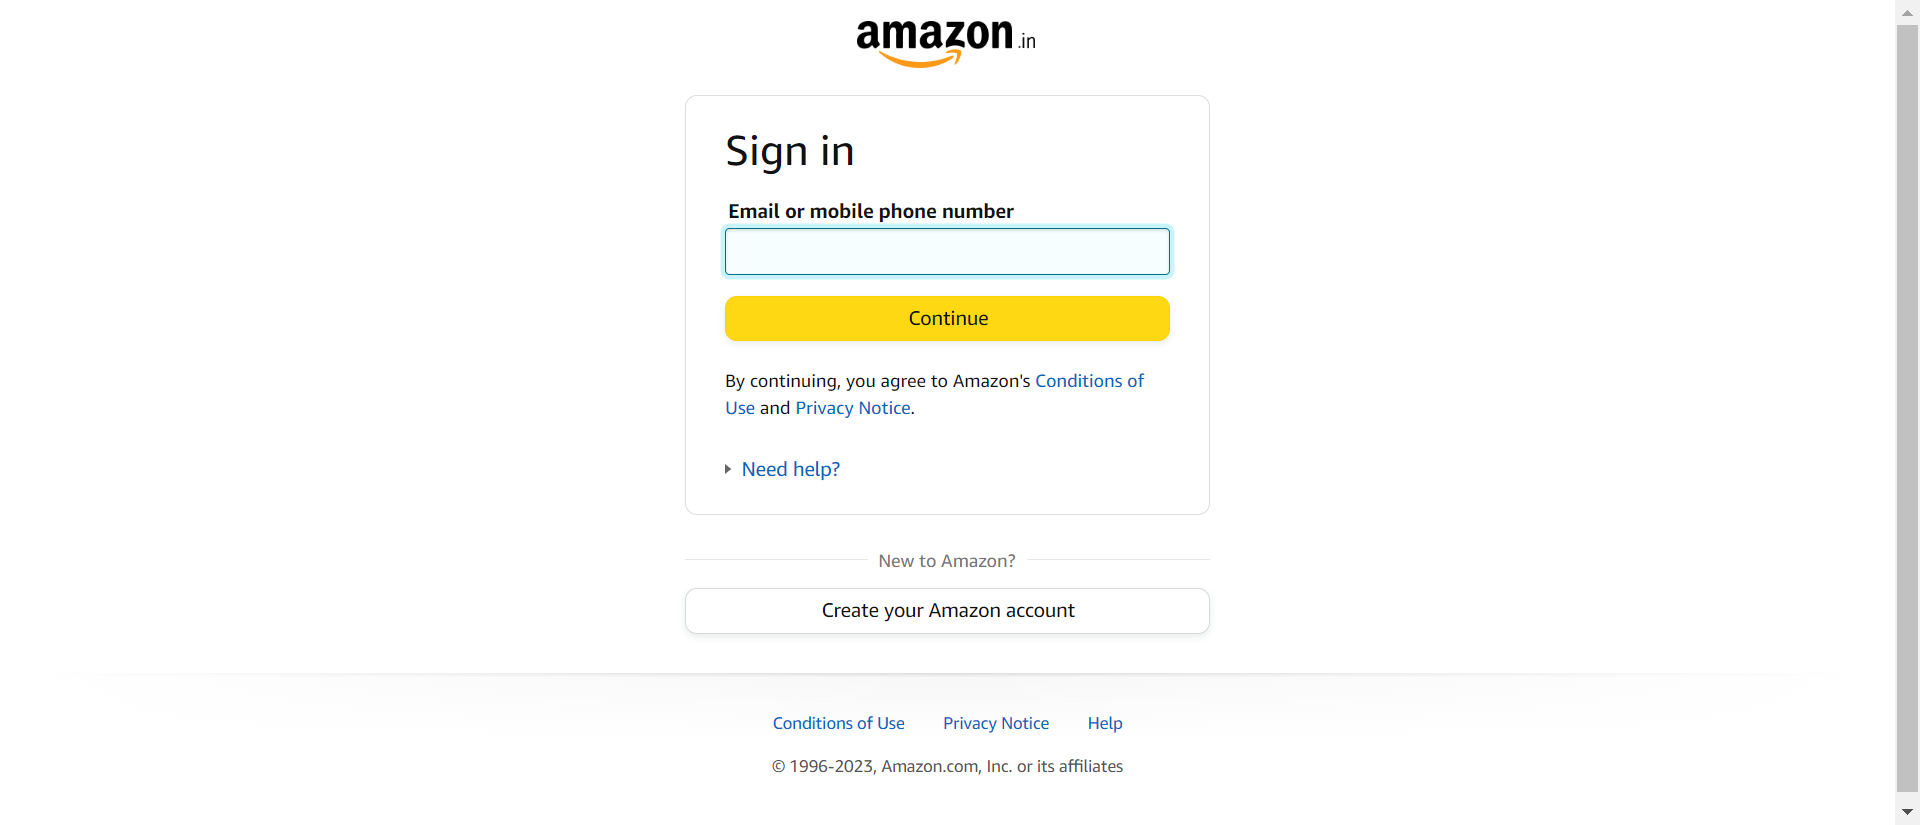 amazon.in
Sign in
Email or mobile phone number
Continue
By continuing, you agree to Amazon's Conditions of
Use and Privacy Notice.
Need help?
New to Amazon?
Create your Amazon account
Conditions of Use Privacy Notice Help
© 1996-2023, Amazon.com, Inc. or its affiliates